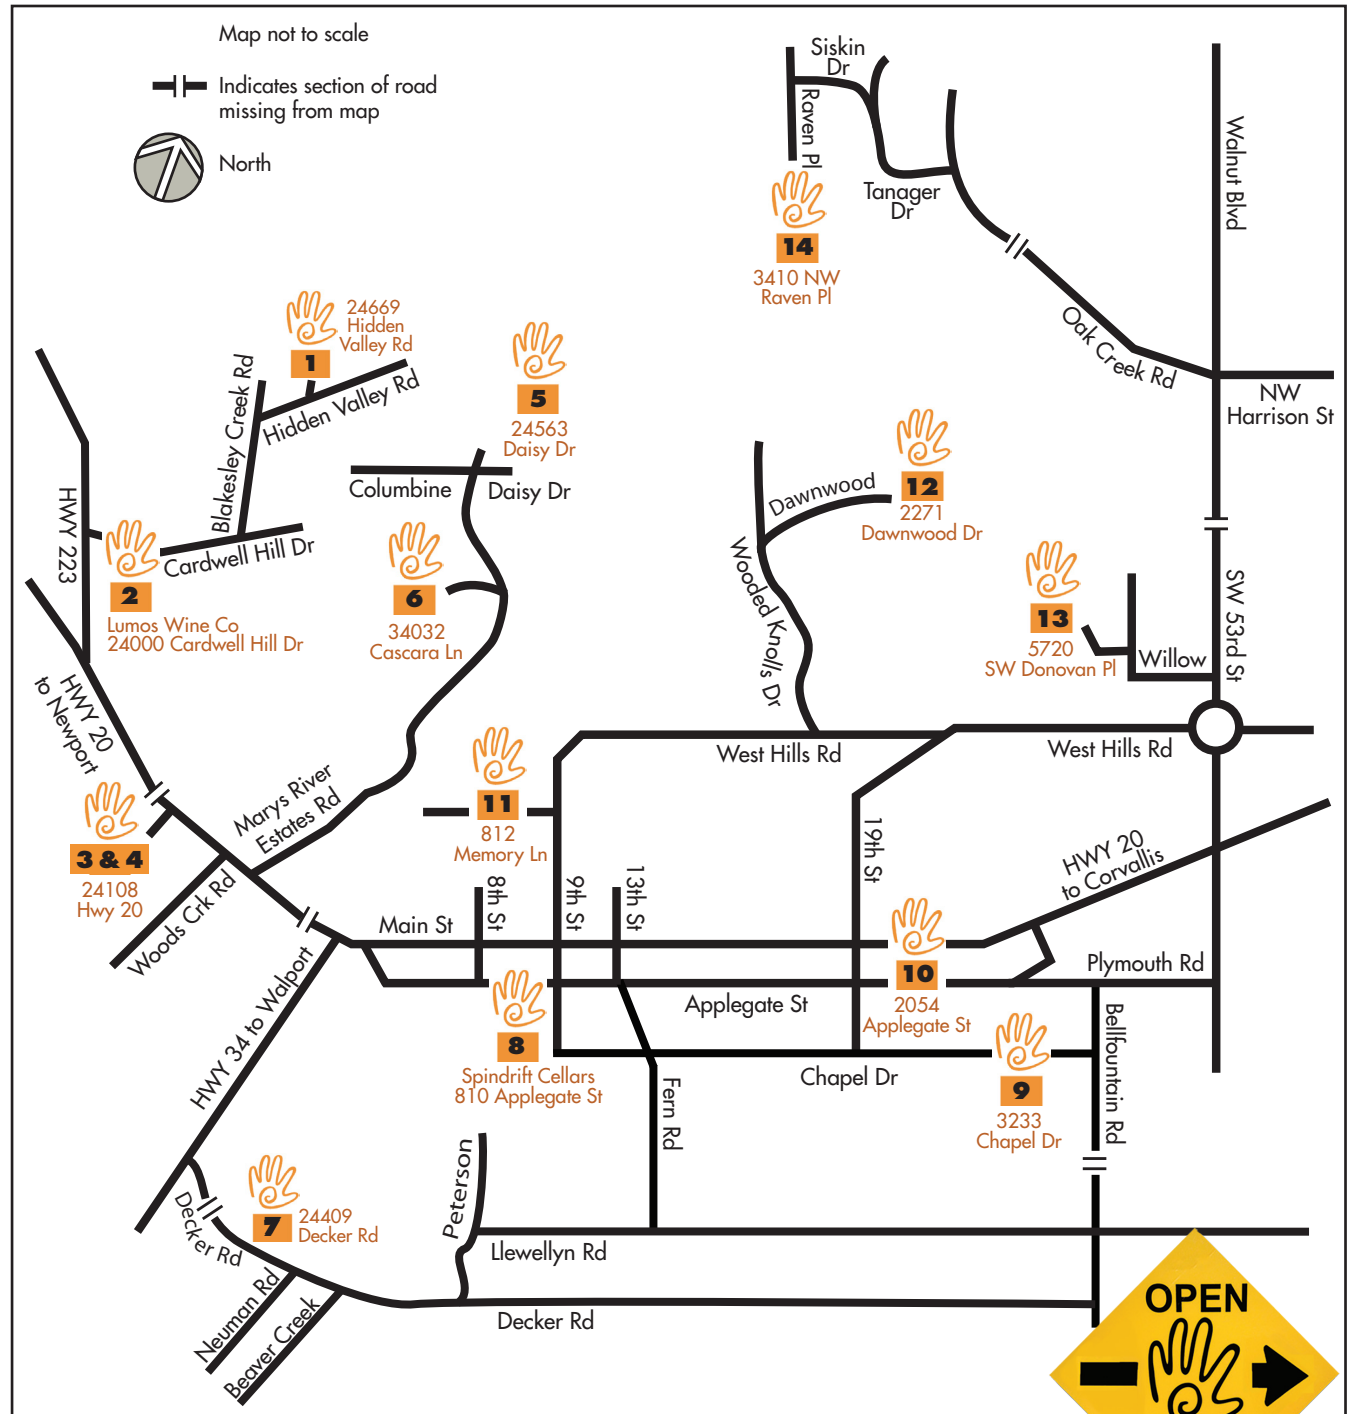 Map not to scale
Indicates section of road
missing from map
North
Siskin
Dr
Raven Pl
Tanager
Dr
14
3410 NW
Raven Pl
Walnut Blvd
Oak Creek Rd
NW
Harrison St
24669
Hidden
Valley Rd
1
Blakesley Creek Rd
Hidden Valley Rd
5
24563
Daisy Dr
Columbine
Daisy Dr
HWY 223
Cardwell Hill Dr
2
Lumos Wine Co
24000 Cardwell Hill Dr
6
34032
Cascara Ln
Dawnwood
12
2271
Dawnwood Dr
Wooded Knolls Dr
13
5720
SW Donovan Pl
Willow
SW 53rd St
HWY 20
to Newport
West Hills Rd
West Hills Rd
Marys River
Estates Rd
11
812
Memory Ln
3 & 4
24108
Hwy 20
Woods Crk Rd
19th St
HWY 20
to Corvallis
8th St
9th St
13th St
Main St
10
2054
Applegate St
Plymouth Rd
Applegate St
HWY 34 to Walport
8
Spindrift Cellars
810 Applegate St
Chapel Dr
9
3233
Chapel Dr
Bellfountain Rd
Fern Rd
Peterson
7
24409
Decker Rd
Decker Rd
Llewellyn Rd
Neuman Rd
Beaver Creek
Decker Rd
OPEN